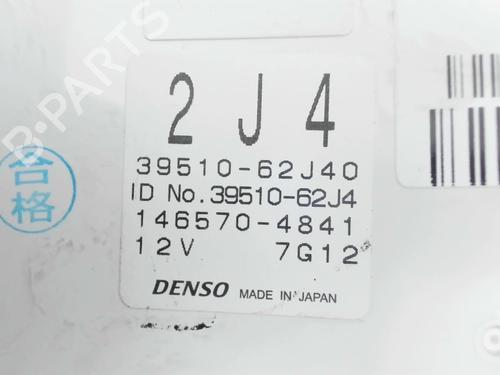 2 J 4
39510-62J40
ID No.39510-62J4
146570-4841
12V 7G12
DENSO MADE IN JAPAN
合格
B-PARTS